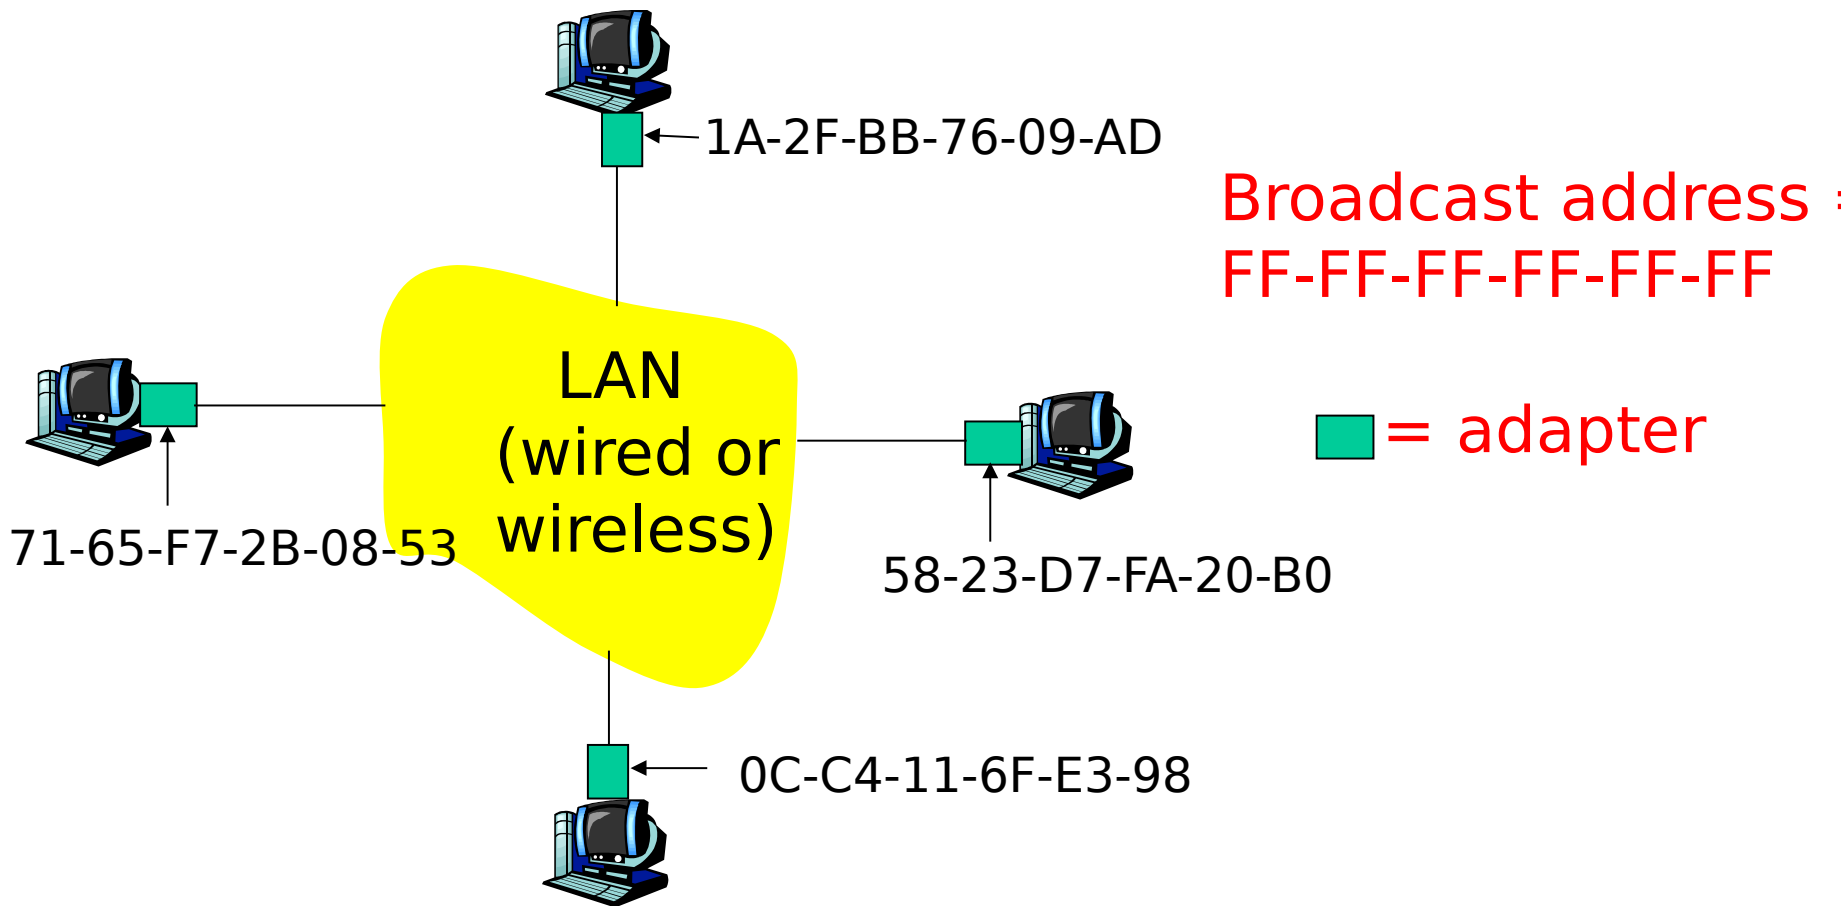 1A-2F-BB-76-09-AD
Broadcast address =
FF-FF-FF-FF-FF-FF
LAN
(wired or
wireless)
= adapter
71-65-F7-2B-08-53
58-23-D7-FA-20-B0
0C-C4-11-6F-E3-98